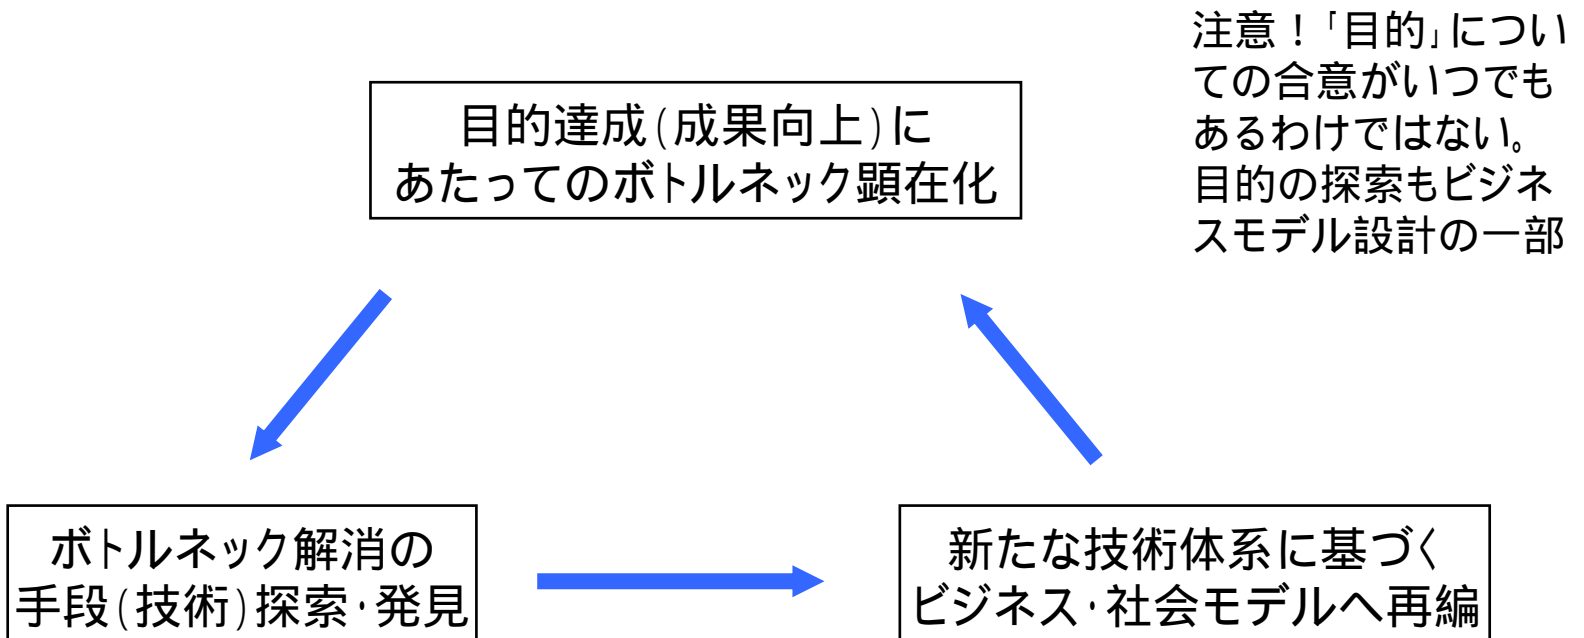 注意！「目的」につい
ての合意がいつでも
あるわけではない。
目的の探索もビジネ
スモデル設計の一部
目的達成(成果向上)に
あたってのボトルネック顕在化
ボトルネック解消の
手段(技術)探索・発見
新たな技術体系に基づく
ビジネス・社会モデルへ再編